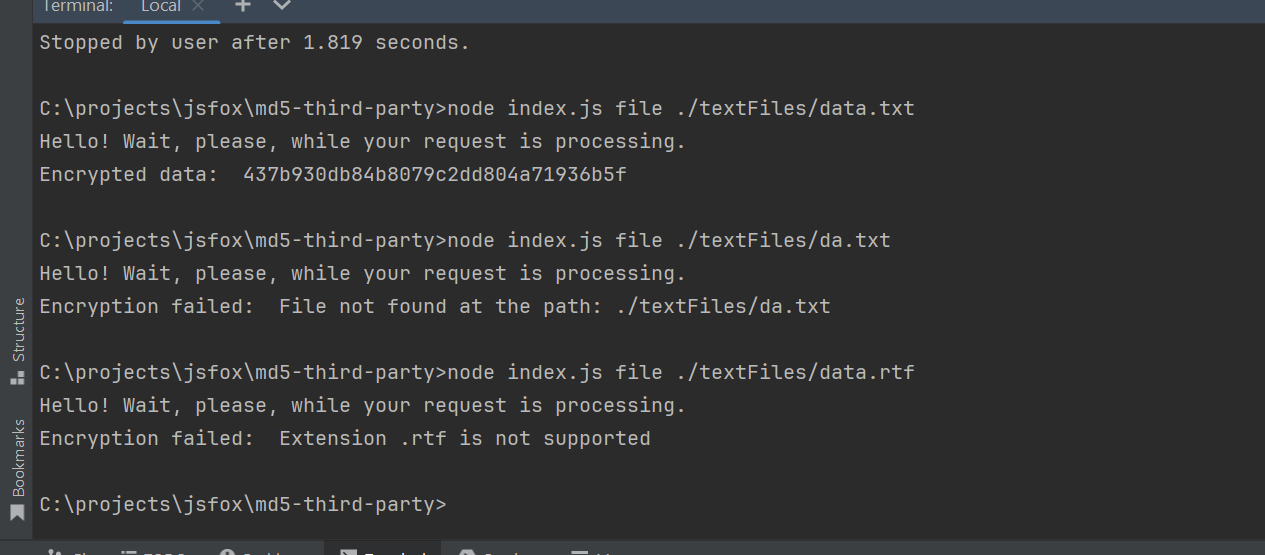 Terminal: Local
Stopped by user after 1.819 seconds.
C:\projects\jsfox\md5-third-party>node index.js file ./textFiles/data.txt
Hello! Wait, please, while your request is processing.
Encrypted data:  437b930db84b8079c2dd804a71936b5f
C:\projects\jsfox\md5-third-party>node index.js file ./textFiles/da.txt
Hello! Wait, please, while your request is processing.
Encryption failed:  File not found at the path: ./textFiles/da.txt
C:\projects\jsfox\md5-third-party>node index.js file ./textFiles/data.rtf
Hello! Wait, please, while your request is processing.
Encryption failed:  Extension .rtf is not supported
C:\projects\jsfox\md5-third-party>
Structure
Bookmarks